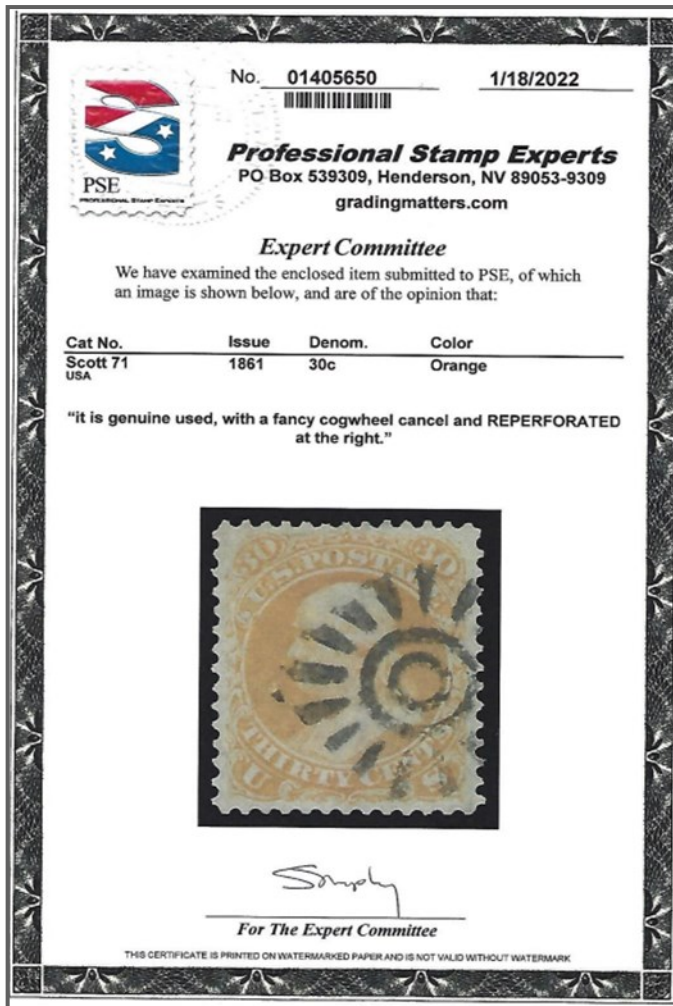 No. 01405650 1/18/2022
PSE
PROFESSIONAL Stamp Experts
Professional Stamp Experts
PO Box 539309, Henderson, NV 89053-9309
gradingmatters.com
Expert Committee
We have examined the enclosed item submitted to PSE, of which
an image is shown below, and are of the opinion that:
Cat No. Issue Denom. Color
Scott 71 1861 30c Orange
USA
“it is genuine used, with a fancy cogwheel cancel and REPERFORATED
at the right.”
30 30
U.S. POSTAGE
THIRTY CENTS
U S
For The Expert Committee
THIS CERTIFICATE IS PRINTED ON WATERMARKED PAPER AND IS NOT VALID WITHOUT WATERMARK